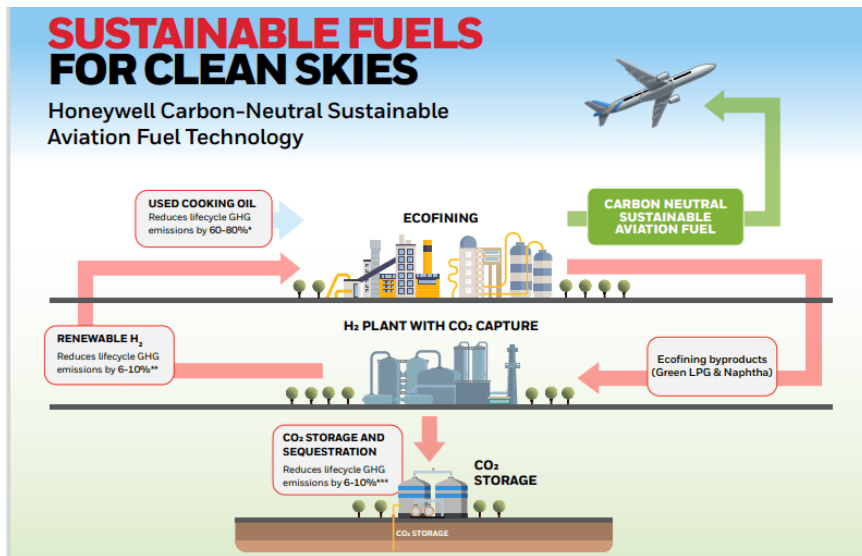 SUSTAINABLE FUELS
FOR CLEAN SKIES
Honeywell Carbon-Neutral Sustainable
Aviation Fuel Technology
USED COOKING OIL
Reduces lifecycle GHG
emissions by 60-80%*
ECOFINING
CARBON NEUTRAL
SUSTAINABLE
AVIATION FUEL
H₂ PLANT WITH CO₂ CAPTURE
RENEWABLE H₂
Reduces lifecycle GHG
emissions by 6-10%**
Ecofining byproducts
(Green LPG & Naphtha)
CO₂ STORAGE AND
SEQUESTRATION
Reduces lifecycle GHG
emissions by 6-10%***
CO₂
STORAGE
CO₂ STORAGE